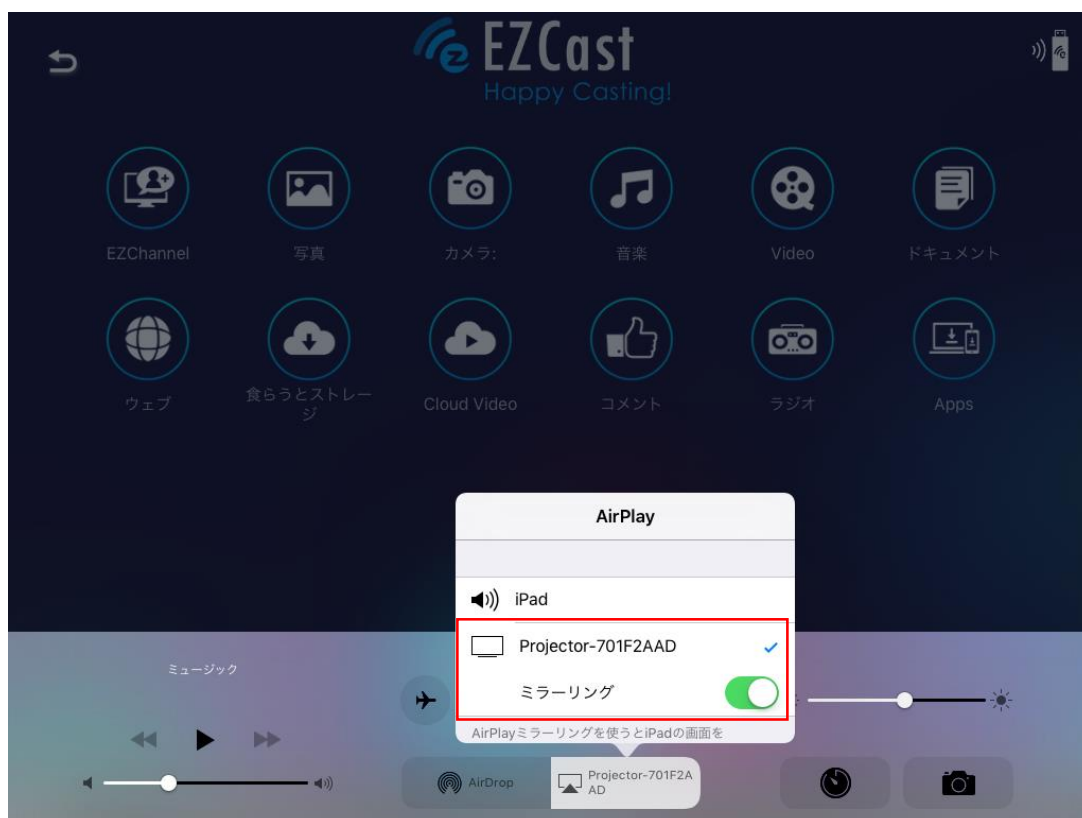 EZCast
Happy Casting!
EZChannel
写真
カメラ:
音楽
Video
ドキュメント
ウェブ
食らうとストレー
ジ
Cloud Video
コメント
ラジオ
Apps
AirPlay
iPad
Projector-701F2AAD
ミラーリング
AirPlayミラーリングを使うとiPadの画面を
ミュージック
AirDrop
Projector-701F2A
AD